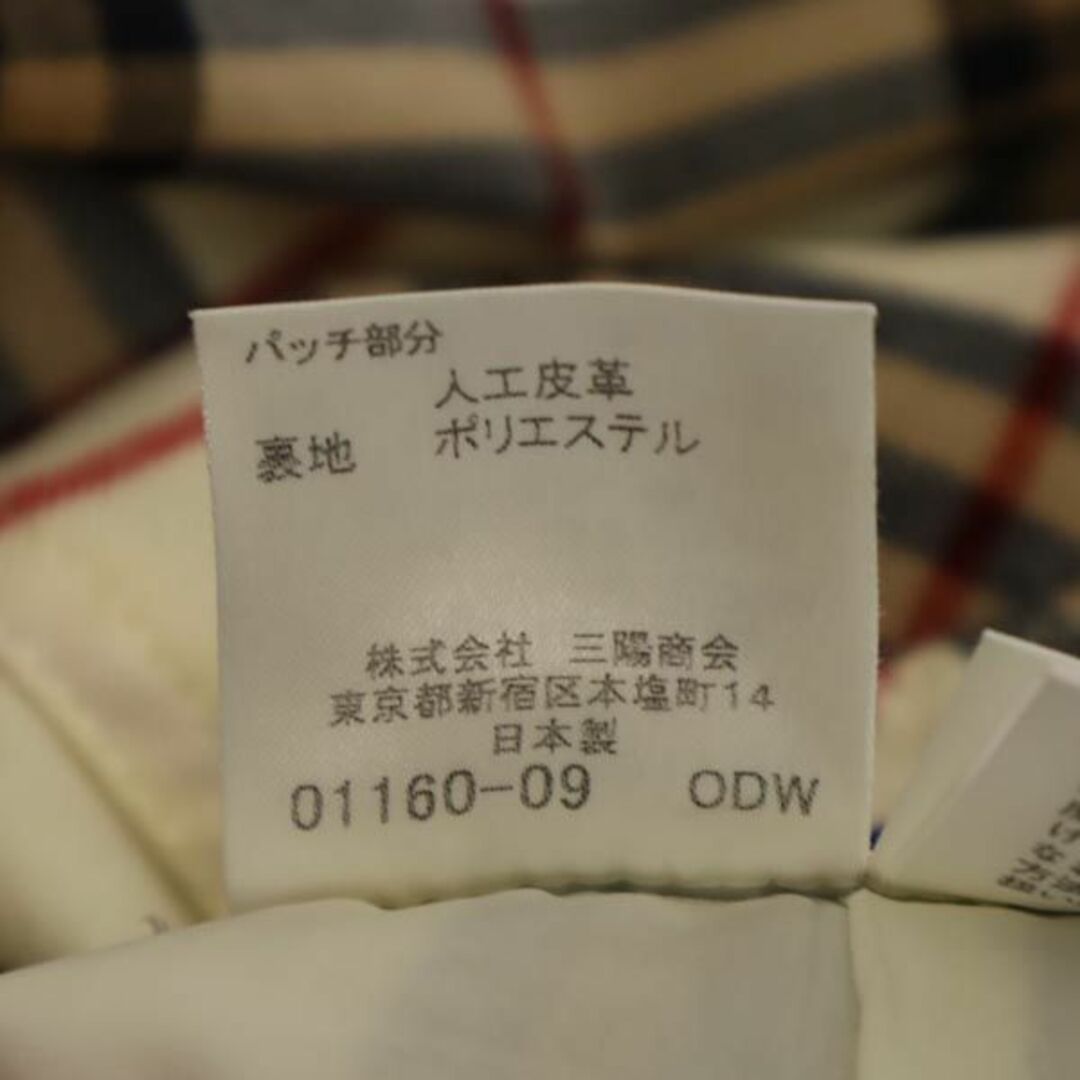 パッチ部分
人工皮革
裏地 ポリエステル
株式会社 三陽商会
東京都新宿区本塩町14
日本製
01160-09 ODW